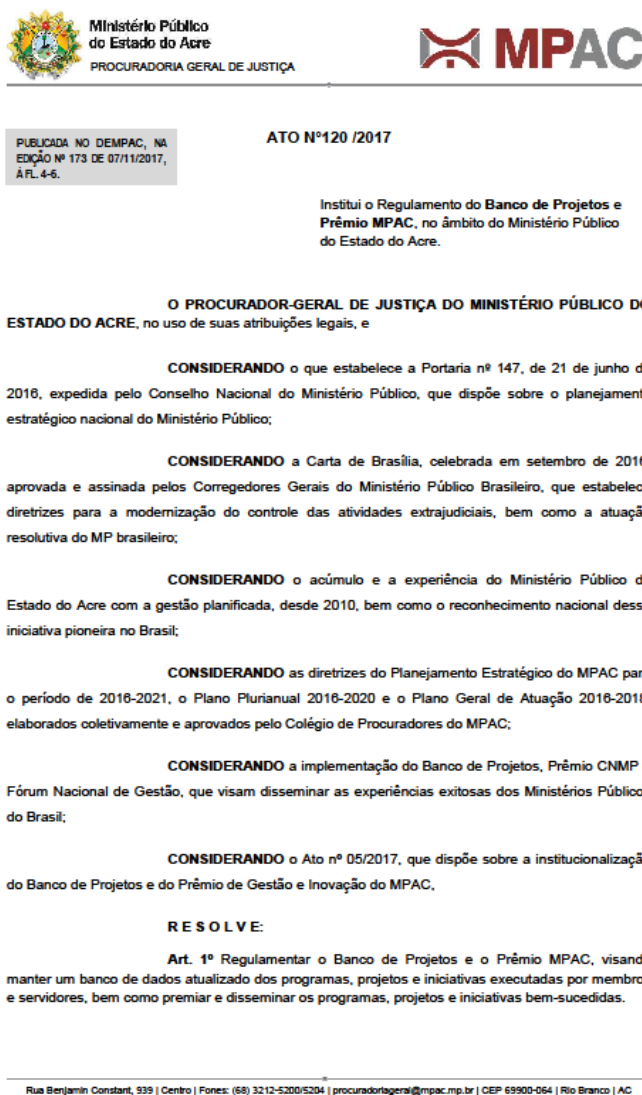 Ministério Público
do Estado do Acre
PROCURADORIA GERAL DE JUSTIÇA
MPAC
PUBLICADA NO DEMPAC, NA
EDIÇÃO Nº 173 DE 07/11/2017,
Á FL. 4-6.
ATO N°120 /2017
Institui o Regulamento do Banco de Projetos e
Prêmio MPAC, no âmbito do Ministério Público
do Estado do Acre.
O PROCURADOR-GERAL DE JUSTIÇA DO MINISTÉRIO PÚBLICO DO
ESTADO DO ACRE, no uso de suas atribuições legais, e
CONSIDERANDO o que estabelece a Portaria nº 147, de 21 de junho d
2016, expedida pelo Conselho Nacional do Ministério Público, que dispõe sobre o planejament
estratégico nacional do Ministério Público;
CONSIDERANDO a Carta de Brasília, celebrada em setembro de 2016
aprovada e assinada pelos Corregedores Gerais do Ministério Público Brasileiro, que estabelec
diretrizes para a modernização do controle das atividades extrajudiciais, bem como a atuaçã
resolutiva do MP brasileiro;
CONSIDERANDO o acúmulo e a experiência do Ministério Público d
Estado do Acre com a gestão planificada, desde 2010, bem como o reconhecimento nacional dess
iniciativa pioneira no Brasil;
CONSIDERANDO as diretrizes do Planejamento Estratégico do MPAC par
o período de 2016-2021, o Plano Plurianual 2016-2020 e o Plano Geral de Atuação 2016-2018
elaborados coletivamente e aprovados pelo Colégio de Procuradores do MPAC;
CONSIDERANDO a implementação do Banco de Projetos, Prêmio CNMP
Fórum Nacional de Gestão, que visam disseminar as experiências exitosas dos Ministérios Público
do Brasil;
CONSIDERANDO o Ato nº 05/2017, que dispõe sobre a institucionalizaçã
do Banco de Projetos e do Prêmio de Gestão e Inovação do MPAC,
R E S O L V E:
Art. 1º Regulamentar o Banco de Projetos e o Prêmio MPAC, visand
manter um banco de dados atualizado dos programas, projetos e iniciativas executadas por membro
e servidores, bem como premiar e disseminar os programas, projetos e iniciativas bem-sucedidas.
Rua Benjamin Constant, 939 | Centro | Fones: (68) 3212-5200/5204 | procuradoriageral@mpac.mp.br | CEP 69900-064 | Rio Branco | AC